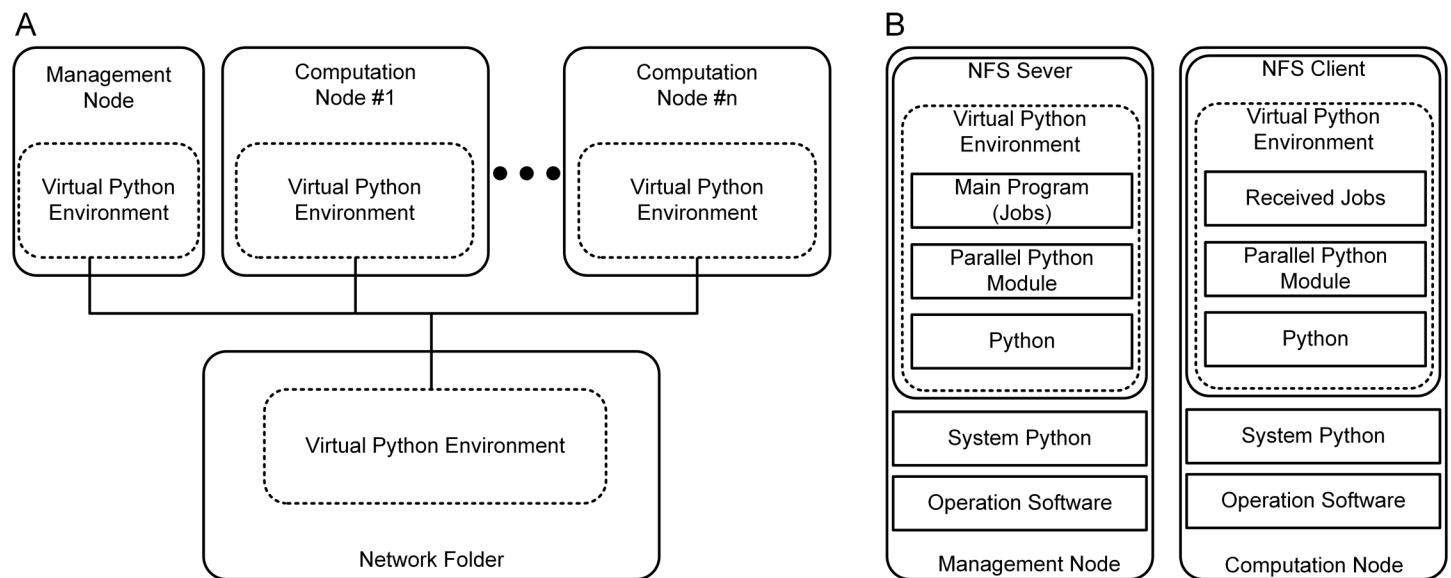 A
Management
Node
Virtual Python
Environment
Computation
Node #1
Virtual Python
Environment
Computation
Node #n
Virtual Python
Environment
Virtual Python Environment
Network Folder
B
NFS Sever
Virtual Python
Environment
Main Program
(Jobs)
Parallel Python
Module
Python
System Python
Operation Software
Management Node
NFS Client
Virtual Python
Environment
Received Jobs
Parallel Python
Module
Python
System Python
Operation Software
Computation Node